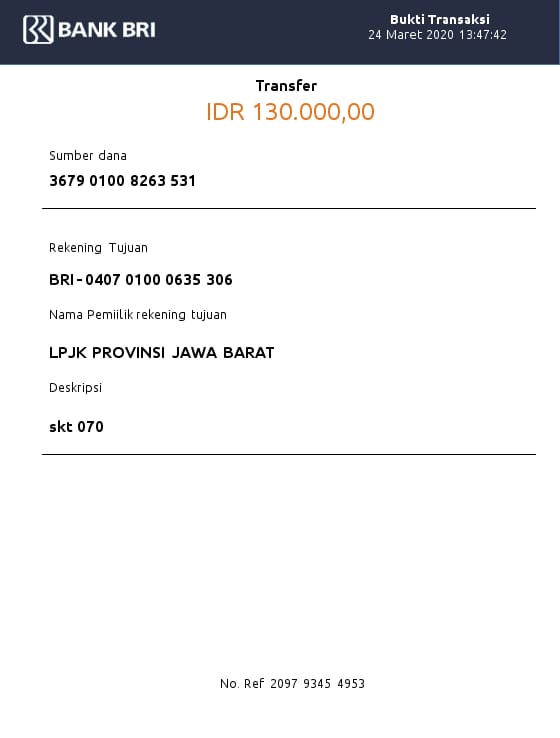 BANK BRI
Bukti Transaksi
24 Maret 2020 13:47:42
Transfer
IDR 130.000,00
Sumber dana
3679 0100 8263 531
Rekening Tujuan
BRI - 0407 0100 0635 306
Nama Pemiilik rekening tujuan
LPJK PROVINSI JAWA BARAT
Deskripsi
skt 070
No. Ref 2097 9345 4953